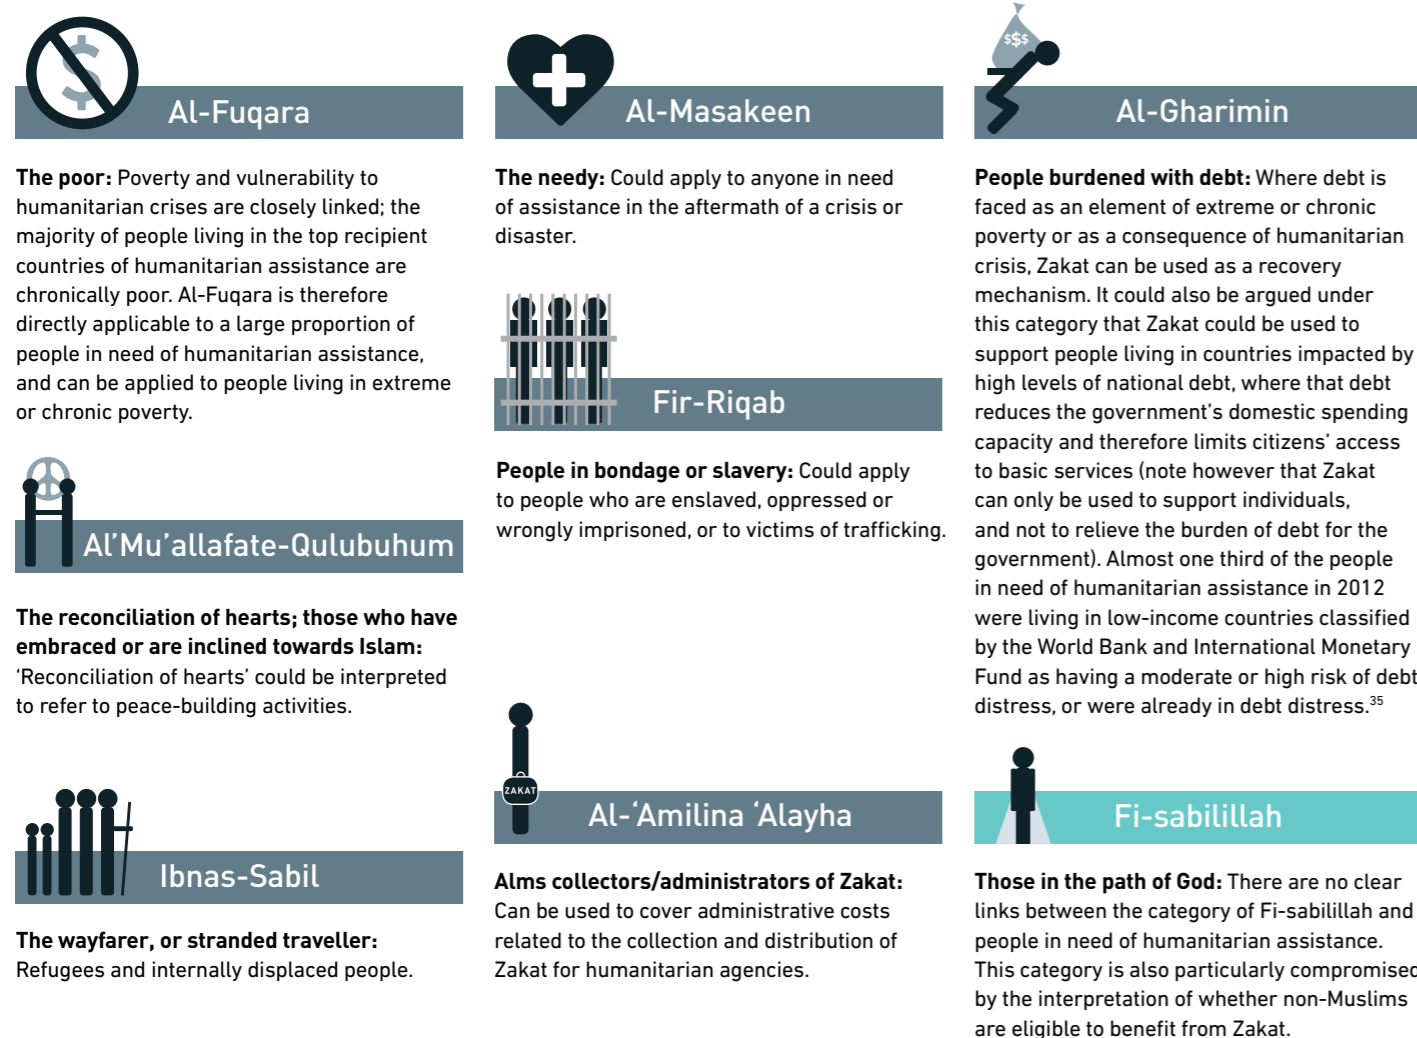 Al-Fuqara
The poor: Poverty and vulnerability to
humanitarian crises are closely linked; the
majority of people living in the top recipient
countries of humanitarian assistance are
chronically poor. Al-Fuqara is therefore
directly applicable to a large proportion of
people in need of humanitarian assistance,
and can be applied to people living in extreme
or chronic poverty.
Al’Mu’allafate-Qulubuhum
The reconciliation of hearts; those who have
embraced or are inclined towards Islam:
‘Reconciliation of hearts’ could be interpreted
to refer to peace-building activities.
Ibnas-Sabil
The wayfarer, or stranded traveller:
Refugees and internally displaced people.
Al-Masakeen
The needy: Could apply to anyone in need
of assistance in the aftermath of a crisis or
disaster.
Fir-Riqab
People in bondage or slavery: Could apply
to people who are enslaved, oppressed or
wrongly imprisoned, or to victims of trafficking.
ZAKAT
Al-‘Amilina ‘Alayha
Alms collectors/administrators of Zakat:
Can be used to cover administrative costs
related to the collection and distribution of
Zakat for humanitarian agencies.
$$$
Al-Gharimin
People burdened with debt: Where debt is
faced as an element of extreme or chronic
poverty or as a consequence of humanitarian
crisis, Zakat can be used as a recovery
mechanism. It could also be argued under
this category that Zakat could be used to
support people living in countries impacted by
high levels of national debt, where that debt
reduces the government’s domestic spending
capacity and therefore limits citizens’ access
to basic services (note however that Zakat
can only be used to support individuals,
and not to relieve the burden of debt for the
government). Almost one third of the people
in need of humanitarian assistance in 2012
were living in low-income countries classified
by the World Bank and International Monetary
Fund as having a moderate or high risk of debt
distress, or were already in debt distress.35
Fi-sabilillah
Those in the path of God: There are no clear
links between the category of Fi-sabilillah and
people in need of humanitarian assistance.
This category is also particularly compromised
by the interpretation of whether non-Muslims
are eligible to benefit from Zakat.